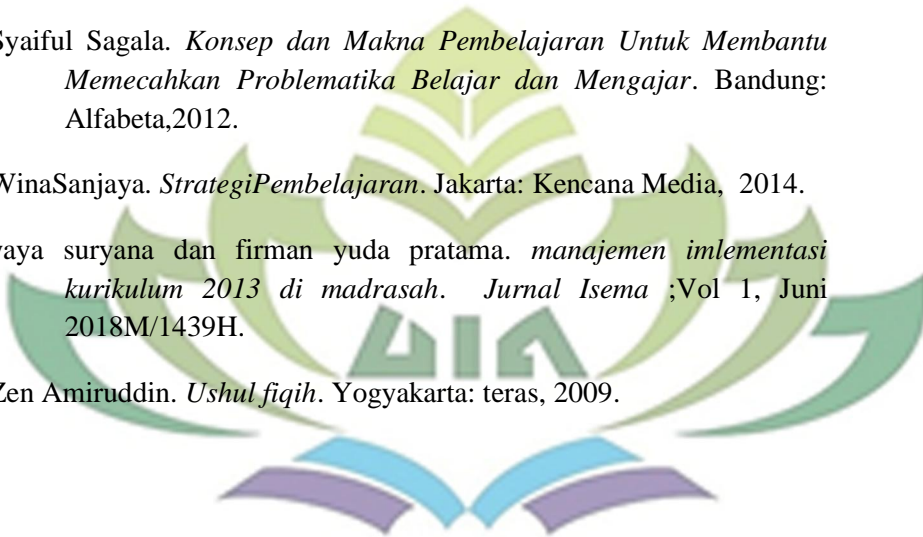 Syaiful Sagala. Konsep dan Makna Pembelajaran Untuk Membantu
Memecahkan Problematika Belajar dan Mengajar. Bandung:
Alfabeta,2012.
WinaSanjaya. StrategiPembelajaran. Jakarta: Kencana Media, 2014.
yaya suryana dan firman yuda pratama. manajemen imlementasi
kurikulum 2013 di madrasah. Jurnal Isema ;Vol 1, Juni
2018M/1439H.
UIN
Zen Amiruddin. Ushul fiqih. Yogyakarta: teras, 2009.